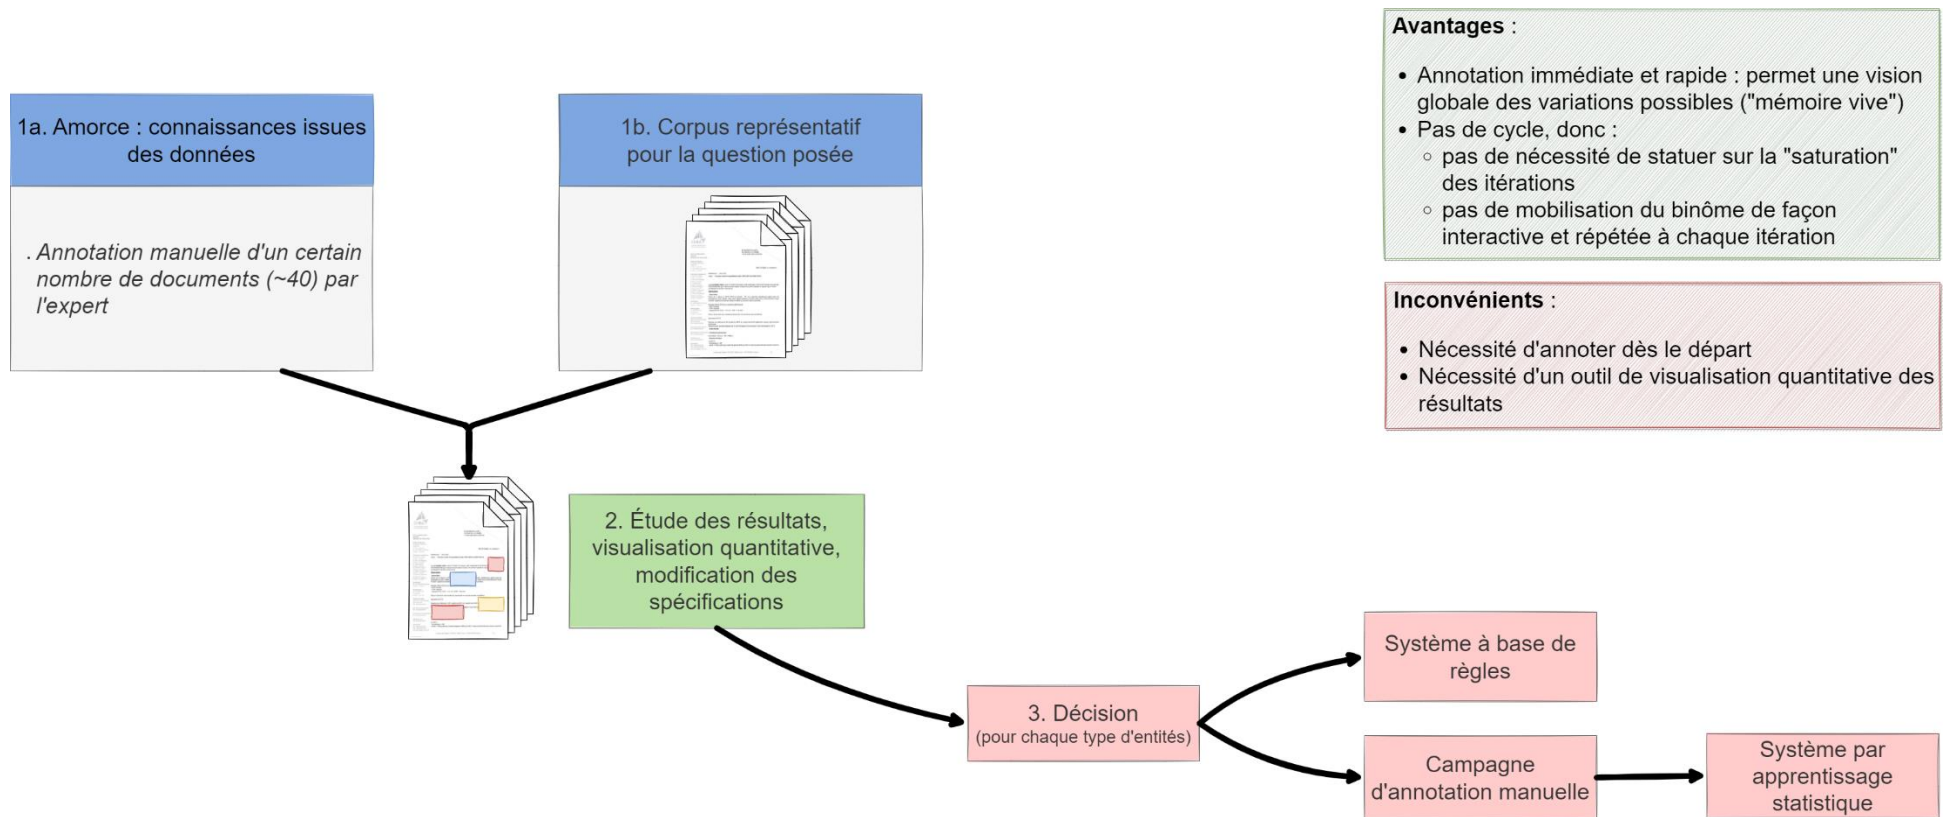 1a. Amorce : connaissances issues
des données
. Annotation manuelle d'un certain
nombre de documents (~40) par
l'expert
1b. Corpus représentatif
pour la question posée
2. Étude des résultats,
visualisation quantitative,
modification des
spécifications
3. Décision
(pour chaque type d'entités)
Système à base de
règles
Campagne
d'annotation manuelle
Système par
apprentissage
statistique
Avantages :
• Annotation immédiate et rapide : permet une vision
globale des variations possibles ("mémoire vive")
• Pas de cycle, donc :
◦ pas de nécessité de statuer sur la "saturation"
des itérations
◦ pas de mobilisation du binôme de façon
interactive et répétée à chaque itération
Inconvénients :
• Nécessité d'annoter dès le départ
• Nécessité d'un outil de visualisation quantitative des
résultats